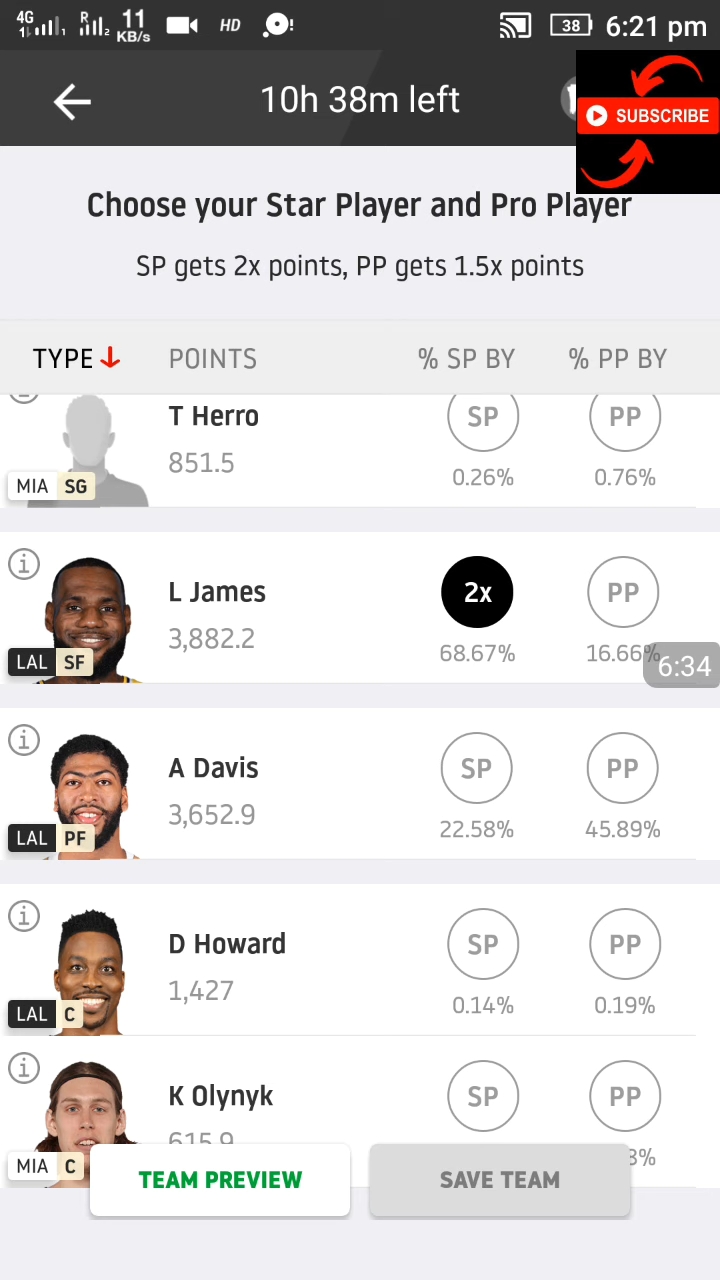 4G 1 R 2 11 KB/s HD 38 6:21 pm
10h 38m left
SUBSCRIBE
Choose your Star Player and Pro Player
SP gets 2x points, PP gets 1.5x points
TYPE POINTS % SP BY % PP BY
T Herro SP PP
851.5 0.26% 0.76%
MIA SG
L James 2x PP
3,882.2 68.67% 16.66%
LAL SF 6:34
A Davis SP PP
3,652.9 22.58% 45.89%
LAL PF
D Howard SP PP
1,427 0.14% 0.19%
LAL C
K Olynyk SP PP
615.9
MIA C
TEAM PREVIEW SAVE TEAM